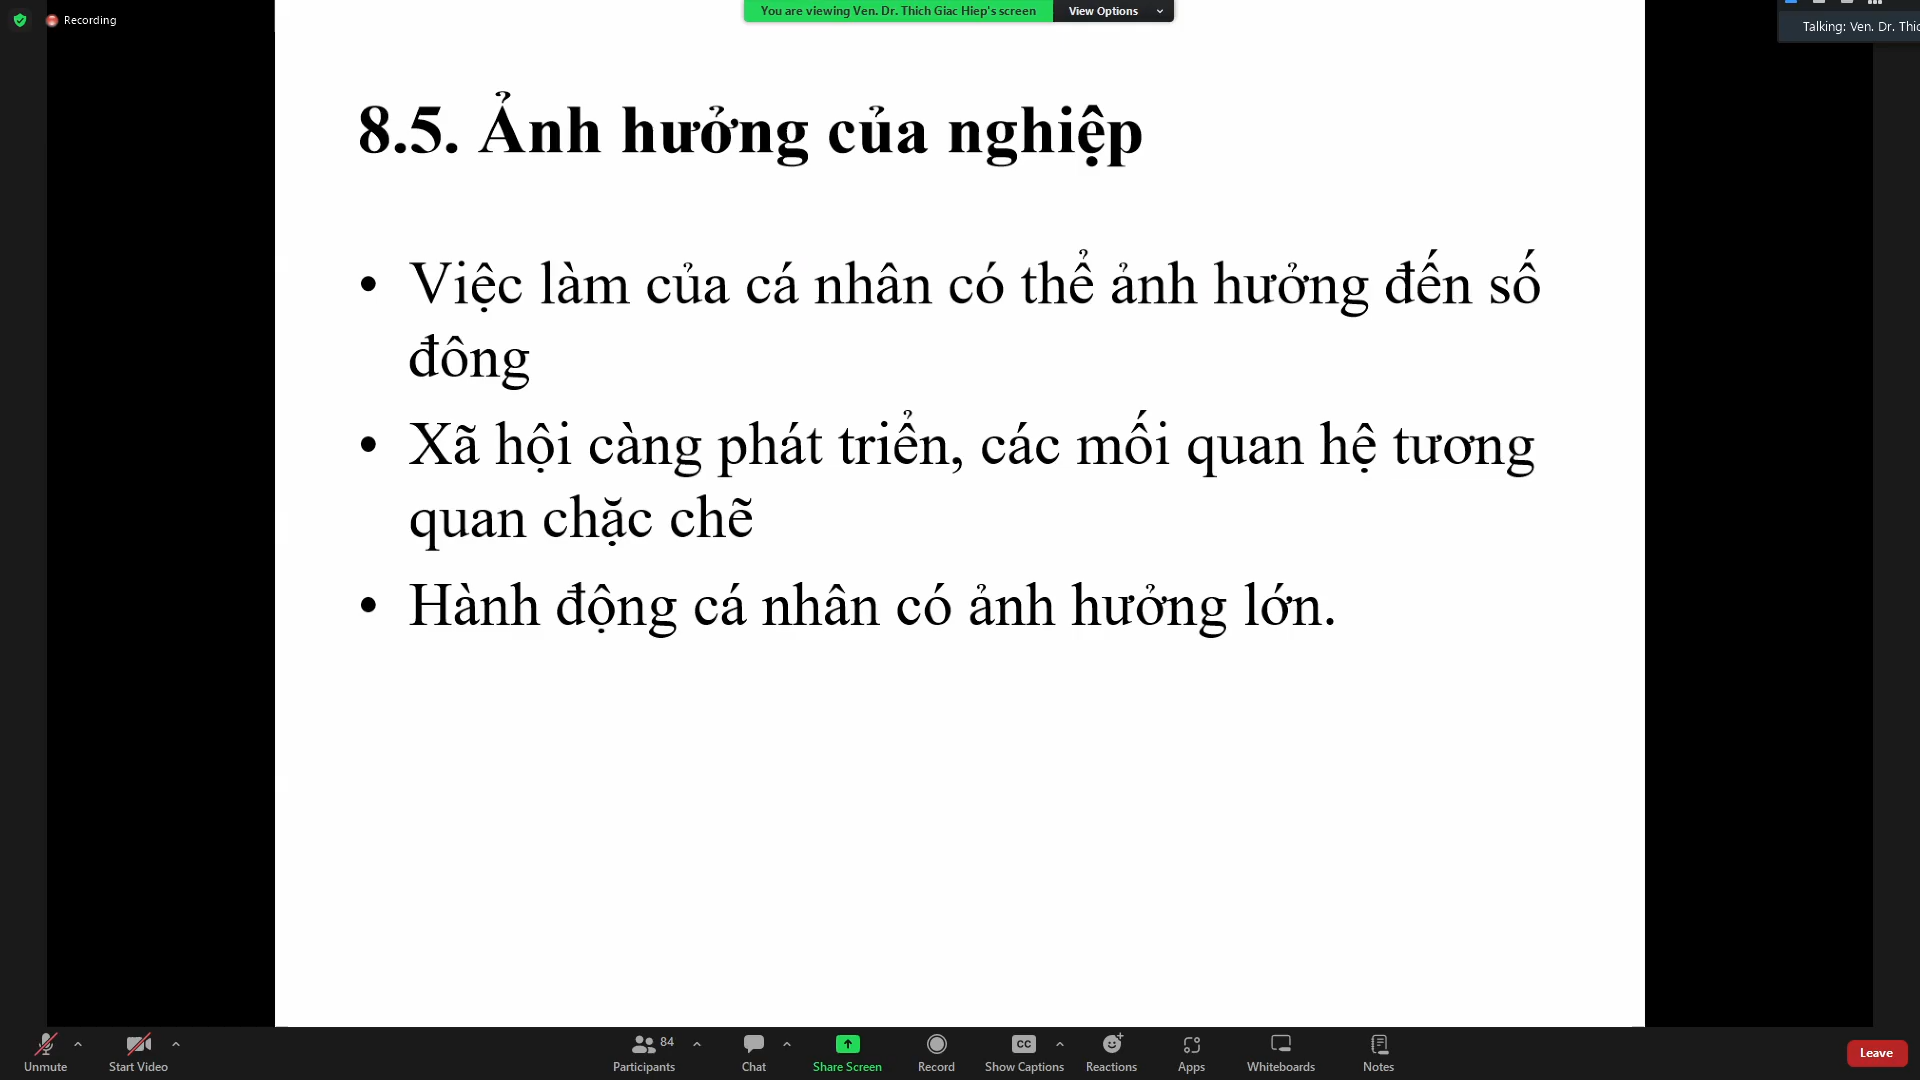 Recording
You are viewing Ven. Dr. Thich Giac Hiep's screen
View Options
Talking: Ven. Dr.
8.5. Ảnh hưởng của nghiệp
• Việc làm của cá nhân có thể ảnh hưởng đến số
đông
• Xã hội càng phát triển, các mối quan hệ tương
quan chặc chẽ
• Hành động cá nhân có ảnh hưởng lớn.
Unmute
Start Video
84
Participants
Chat
Share Screen
Record
CC
Show Captions
Reactions
Apps
Whiteboards
Notes
Leave